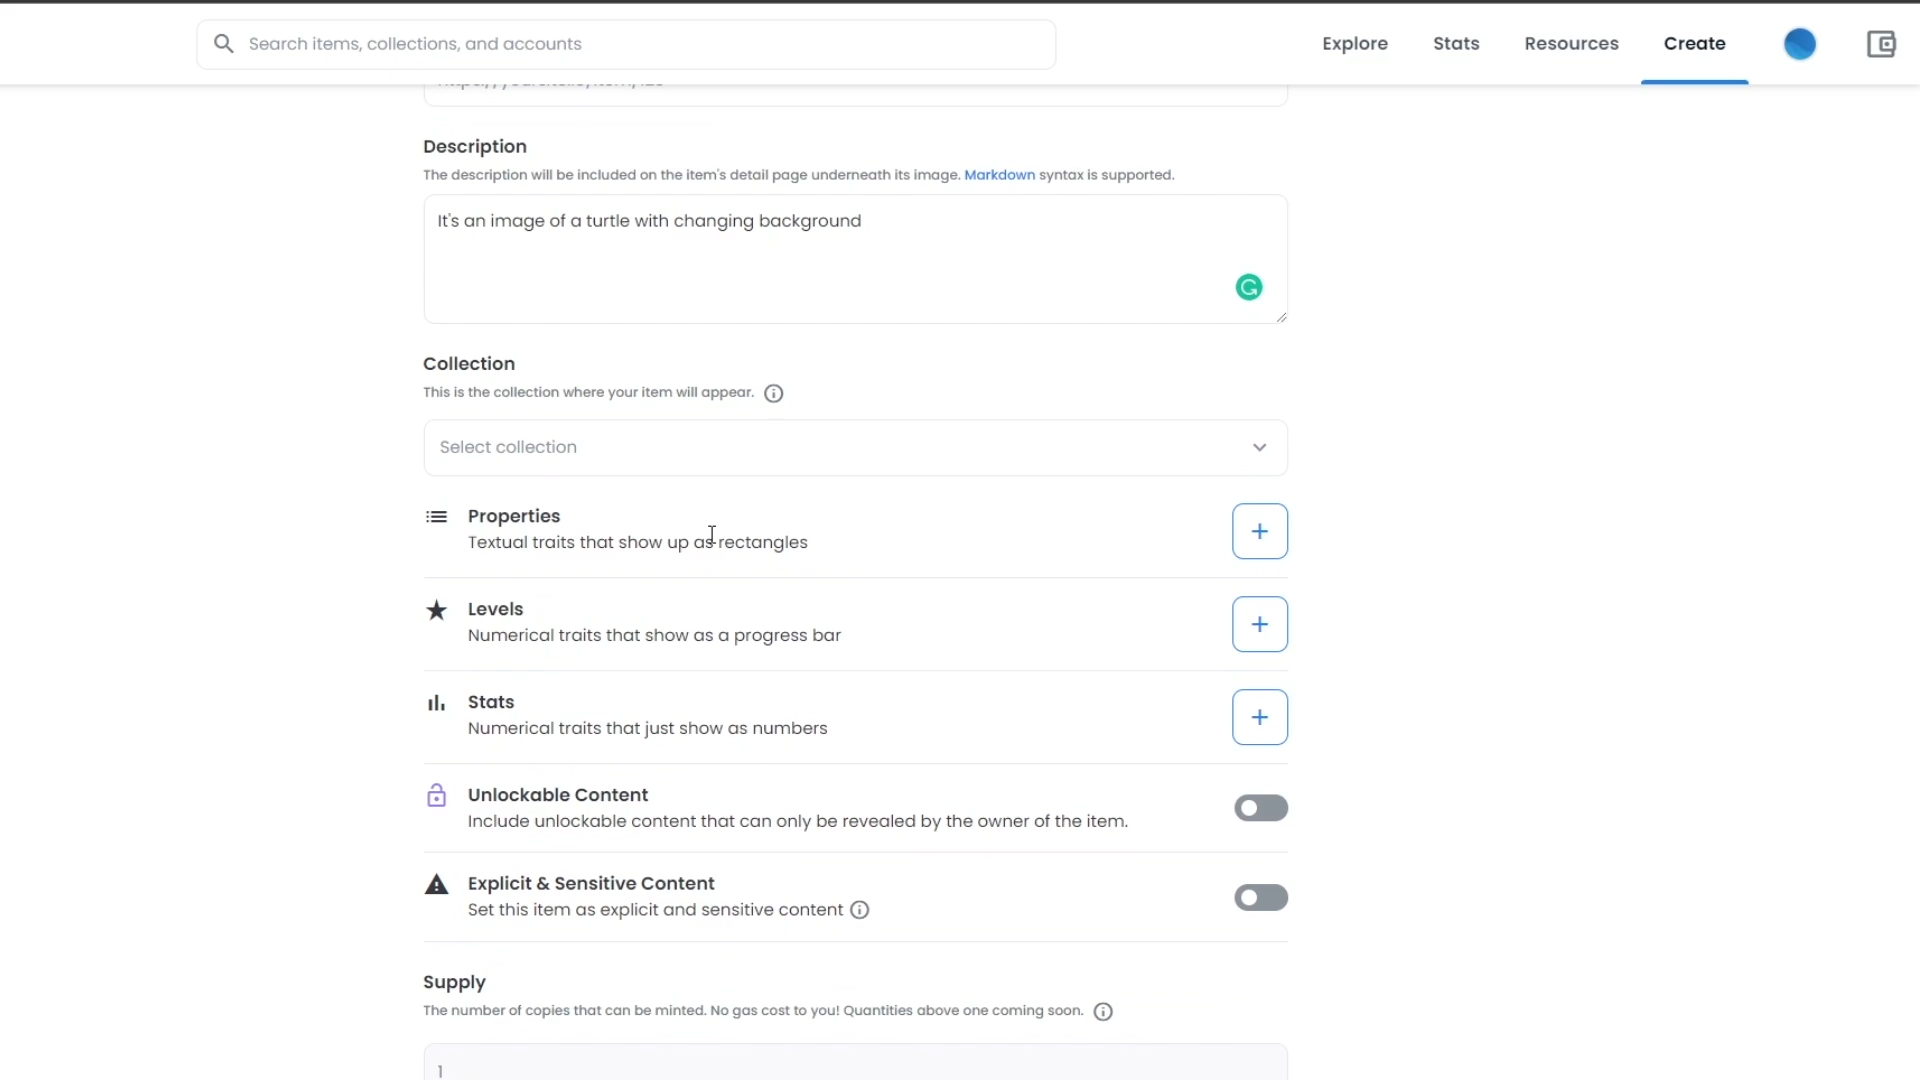 Search items, collections, and accounts
Explore
Stats
Resources
Create
Description
The description will be included on the item's detail page underneath its image. Markdown syntax is supported.
It's an image of a turtle with changing background
Collection
This is the collection where your item will appear.
Select collection
Properties
Textual traits that show up as rectangles
Levels
Numerical traits that show as a progress bar
Stats
Numerical traits that just show as numbers
Unlockable Content
Include unlockable content that can only be revealed by the owner of the item.
Explicit & Sensitive Content
Set this item as explicit and sensitive content
Supply
The number of copies that can be minted. No gas cost to you! Quantities above one coming soon.
1